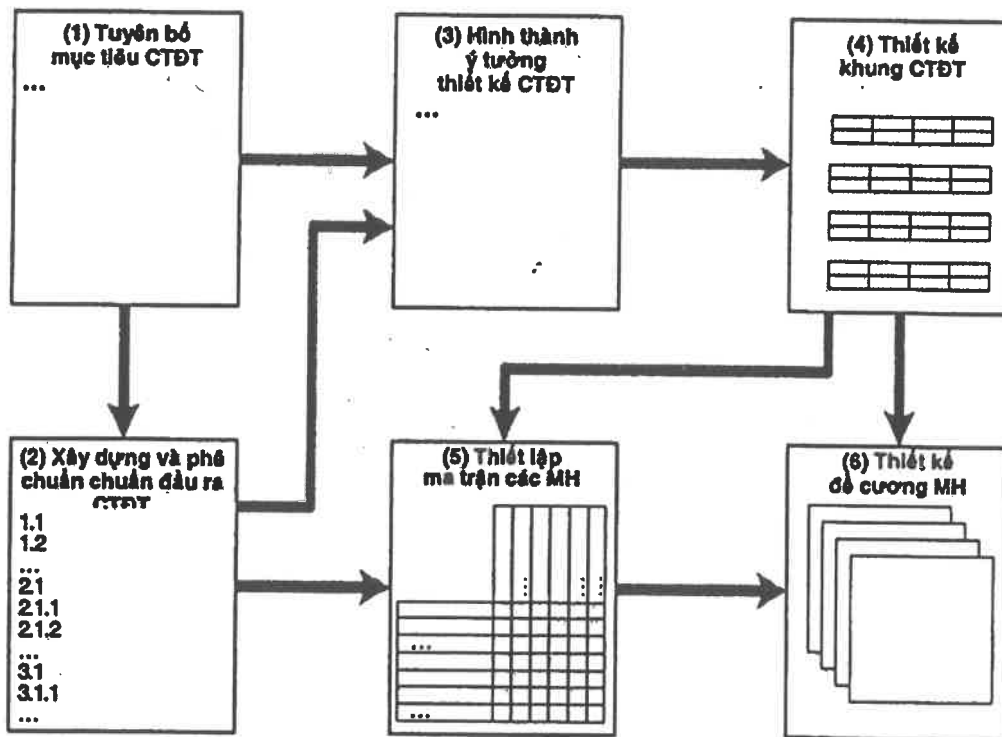 (1) Tuyên bố
mục tiêu CTĐT
...
(3) Hình thành
ý tưởng
thiết kế CTĐT
...
(4) Thiết kế
khung CTĐT
(2) Xây dựng và phê
chuẩn chuẩn đầu ra
CTĐT
1.1
1.2
...
2.1
2.1.1
2.1.2
...
3.1
3.1.1
...
(5) Thiết lập
ma trận các MH
... ... ...
...
...
(6) Thiết kế
đề cương MH